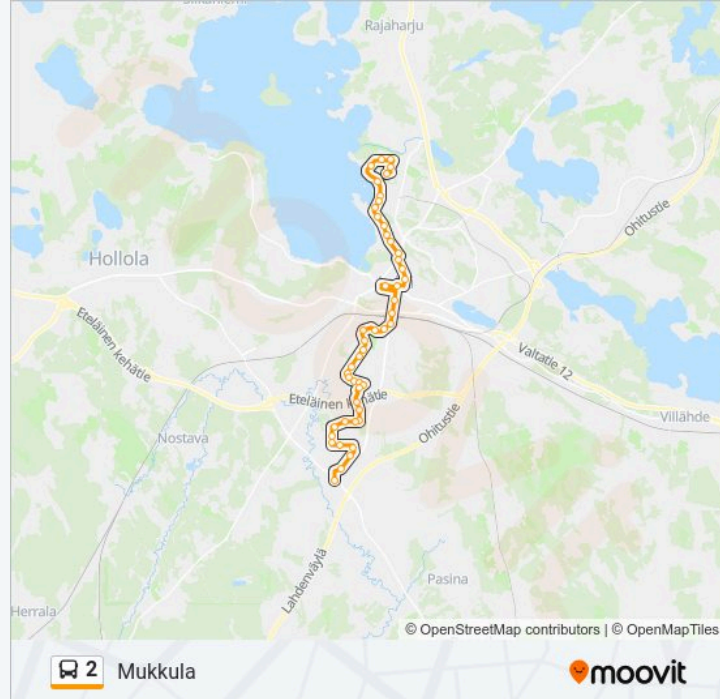 Rajaharju
Ohitustie
Hollola
Eteläinen kehätie
Valtatie 12
Eteläinen kehätie
Villähde
Ohitustie
Nostava
Lahdenväylä
Pasina
Herrala
© OpenStreetMap contributors | © OpenMapTiles
2 Mukkula
moovit